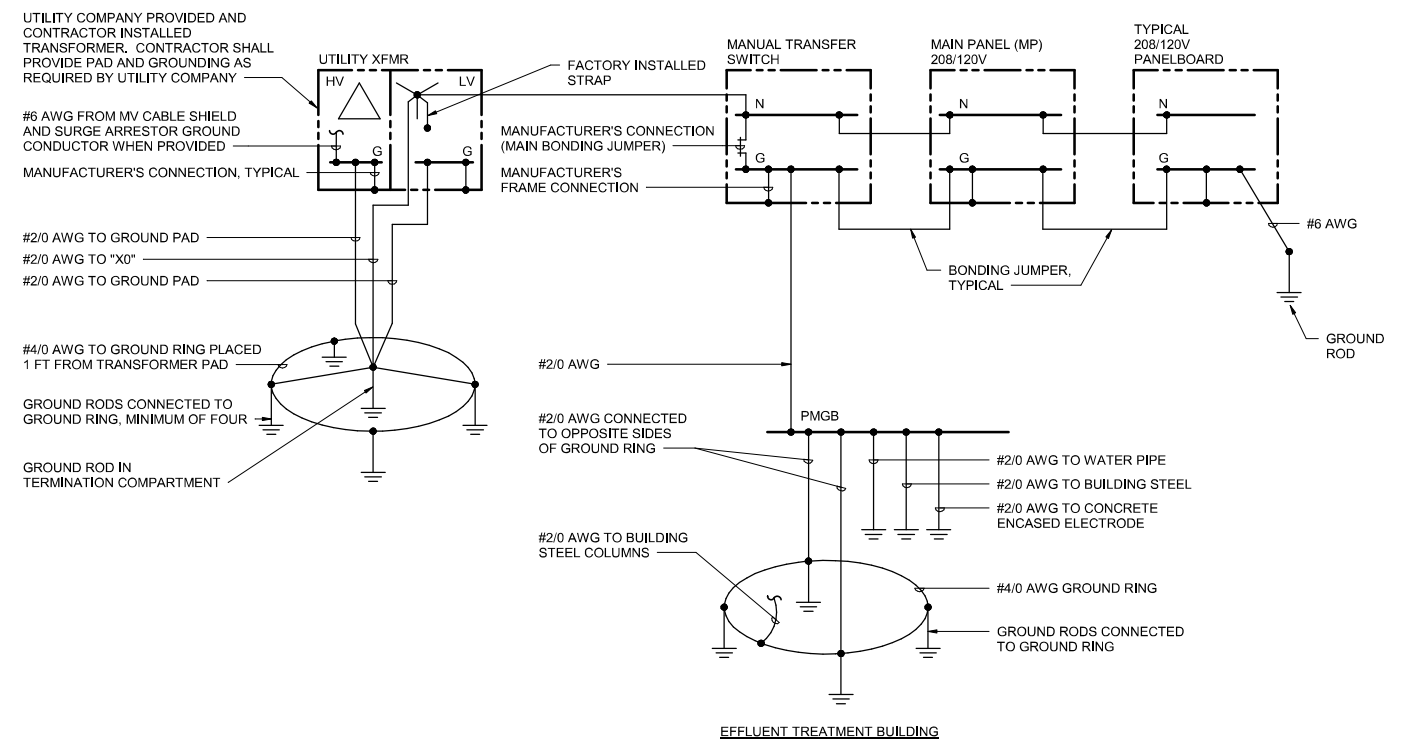 UTILITY COMPANY PROVIDED AND
CONTRACTOR INSTALLED
TRANSFORMER. CONTRACTOR SHALL
PROVIDE PAD AND GROUNDING AS
REQUIRED BY UTILITY COMPANY
UTILITY XFMR
HV
LV
G
G
FACTORY INSTALLED
STRAP
#6 AWG FROM MV CABLE SHIELD
AND SURGE ARRESTOR GROUND
CONDUCTOR WHEN PROVIDED
MANUFACTURER'S CONNECTION, TYPICAL
MANUFACTURER'S CONNECTION
(MAIN BONDING JUMPER)
MANUFACTURER'S
FRAME CONNECTION
MANUAL TRANSFER
SWITCH
N
G
MAIN PANEL (MP)
208/120V
N
G
TYPICAL
208/120V
PANELBOARD
N
G
#6 AWG
BONDING JUMPER,
TYPICAL
GROUND
ROD
#2/0 AWG TO GROUND PAD
#2/0 AWG TO "X0"
#2/0 AWG TO GROUND PAD
#4/0 AWG TO GROUND RING PLACED
1 FT FROM TRANSFORMER PAD
GROUND RODS CONNECTED TO
GROUND RING, MINIMUM OF FOUR
GROUND ROD IN
TERMINATION COMPARTMENT
#2/0 AWG
PMGB
#2/0 AWG CONNECTED
TO OPPOSITE SIDES
OF GROUND RING
#2/0 AWG TO WATER PIPE
#2/0 AWG TO BUILDING STEEL
#2/0 AWG TO CONCRETE
ENCASED ELECTRODE
#2/0 AWG TO BUILDING
STEEL COLUMNS
#4/0 AWG GROUND RING
GROUND RODS CONNECTED
TO GROUND RING
EFFLUENT TREATMENT BUILDING